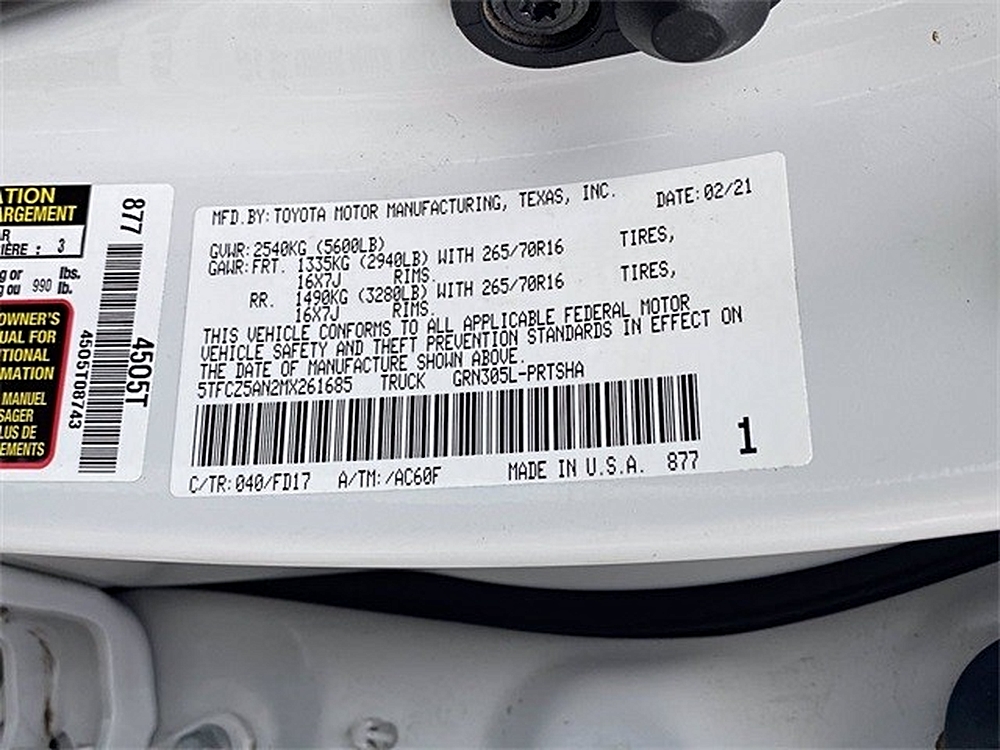 ATION
ARGEMENT
AR
IÈRE : 3
g or lbs.
g ou 990 lb.
OWNER'S
UAL FOR
TIONAL
MATION
MANUEL
SAGER
LUS DE
EMENTS
877
4505T
4505T08743
MFD.BY:TOYOTA MOTOR MANUFACTURING, TEXAS, INC. DATE:02/21
GVWR:2540KG (5600LB)
GAWR:FRT. 1335KG (2940LB) WITH 265/70R16 TIRES,
16X7J RIMS.
RR. 1490KG (3280LB) WITH 265/70R16 TIRES,
16X7J RIMS.
THIS VEHICLE CONFORMS TO ALL APPLICABLE FEDERAL MOTOR
VEHICLE SAFETY AND THEFT PREVENTION STANDARDS IN EFFECT ON
THE DATE OF MANUFACTURE SHOWN ABOVE.
5TFCZ5AN2MX261685 TRUCK GRN305L-PRTSHA
1
C/TR:040/FD17 A/TM:/AC60F MADE IN U.S.A. 877